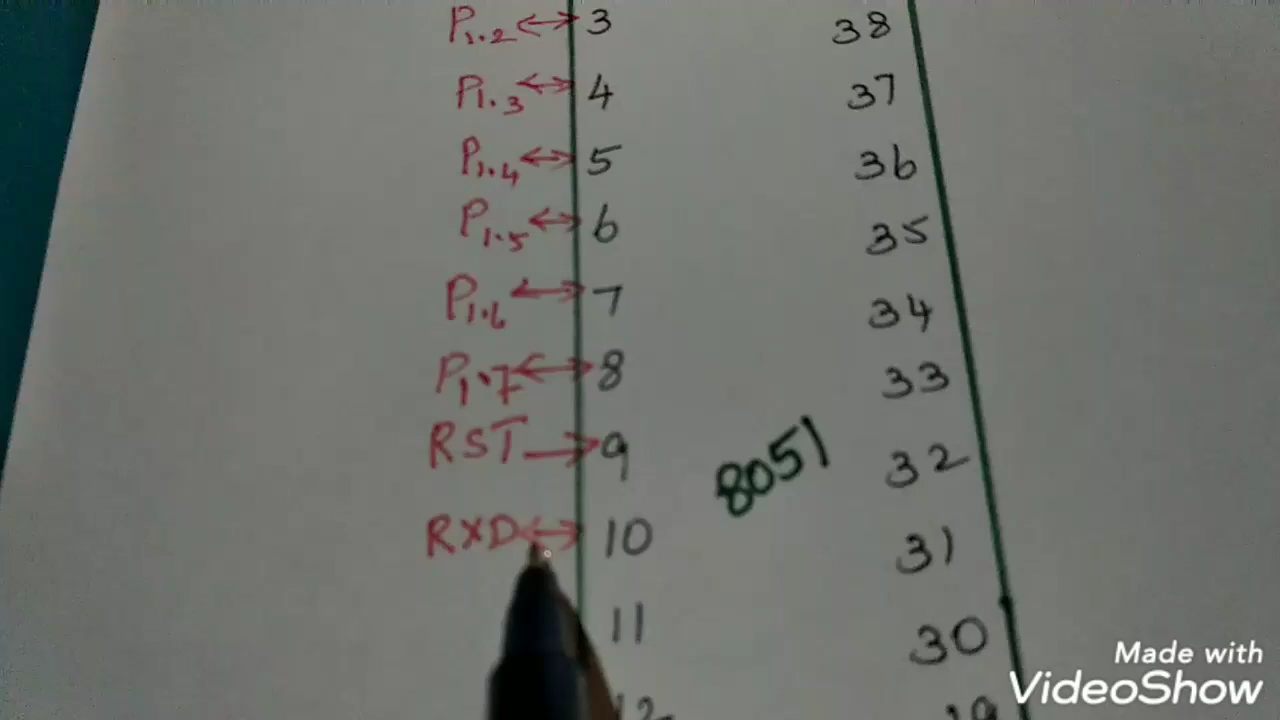 P1.2 ↔ 3 38
P1.3 ↔ 4 37
P1.4 ↔ 5 36
P1.5 ↔ 6 35
P1.6 ↔ 7 34
P1.7 ↔ 8 33
RST → 9 32
8051
RXD ↔ 10 31
11 30
12
Made with
VideoShow